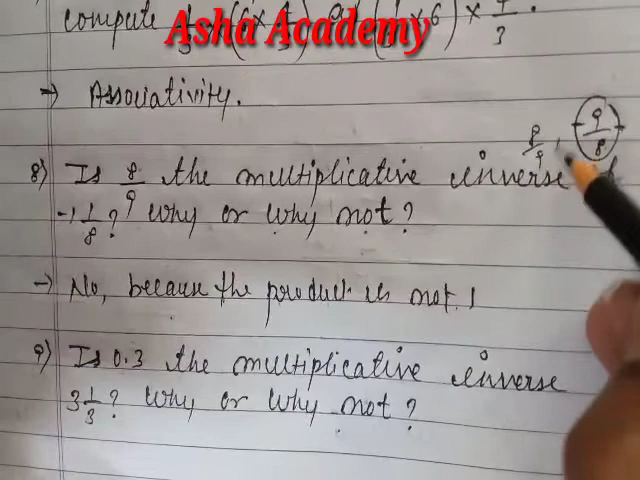 compute
Asha Academy
→ Associativity.
8/9 9/8
8) Is 8/9 the multiplicative inverse
-1 1/8? Why or why not?
→ No, because the product is not 1
9) Is 0.3 the multiplicative inverse
3 1/3? Why or why not?